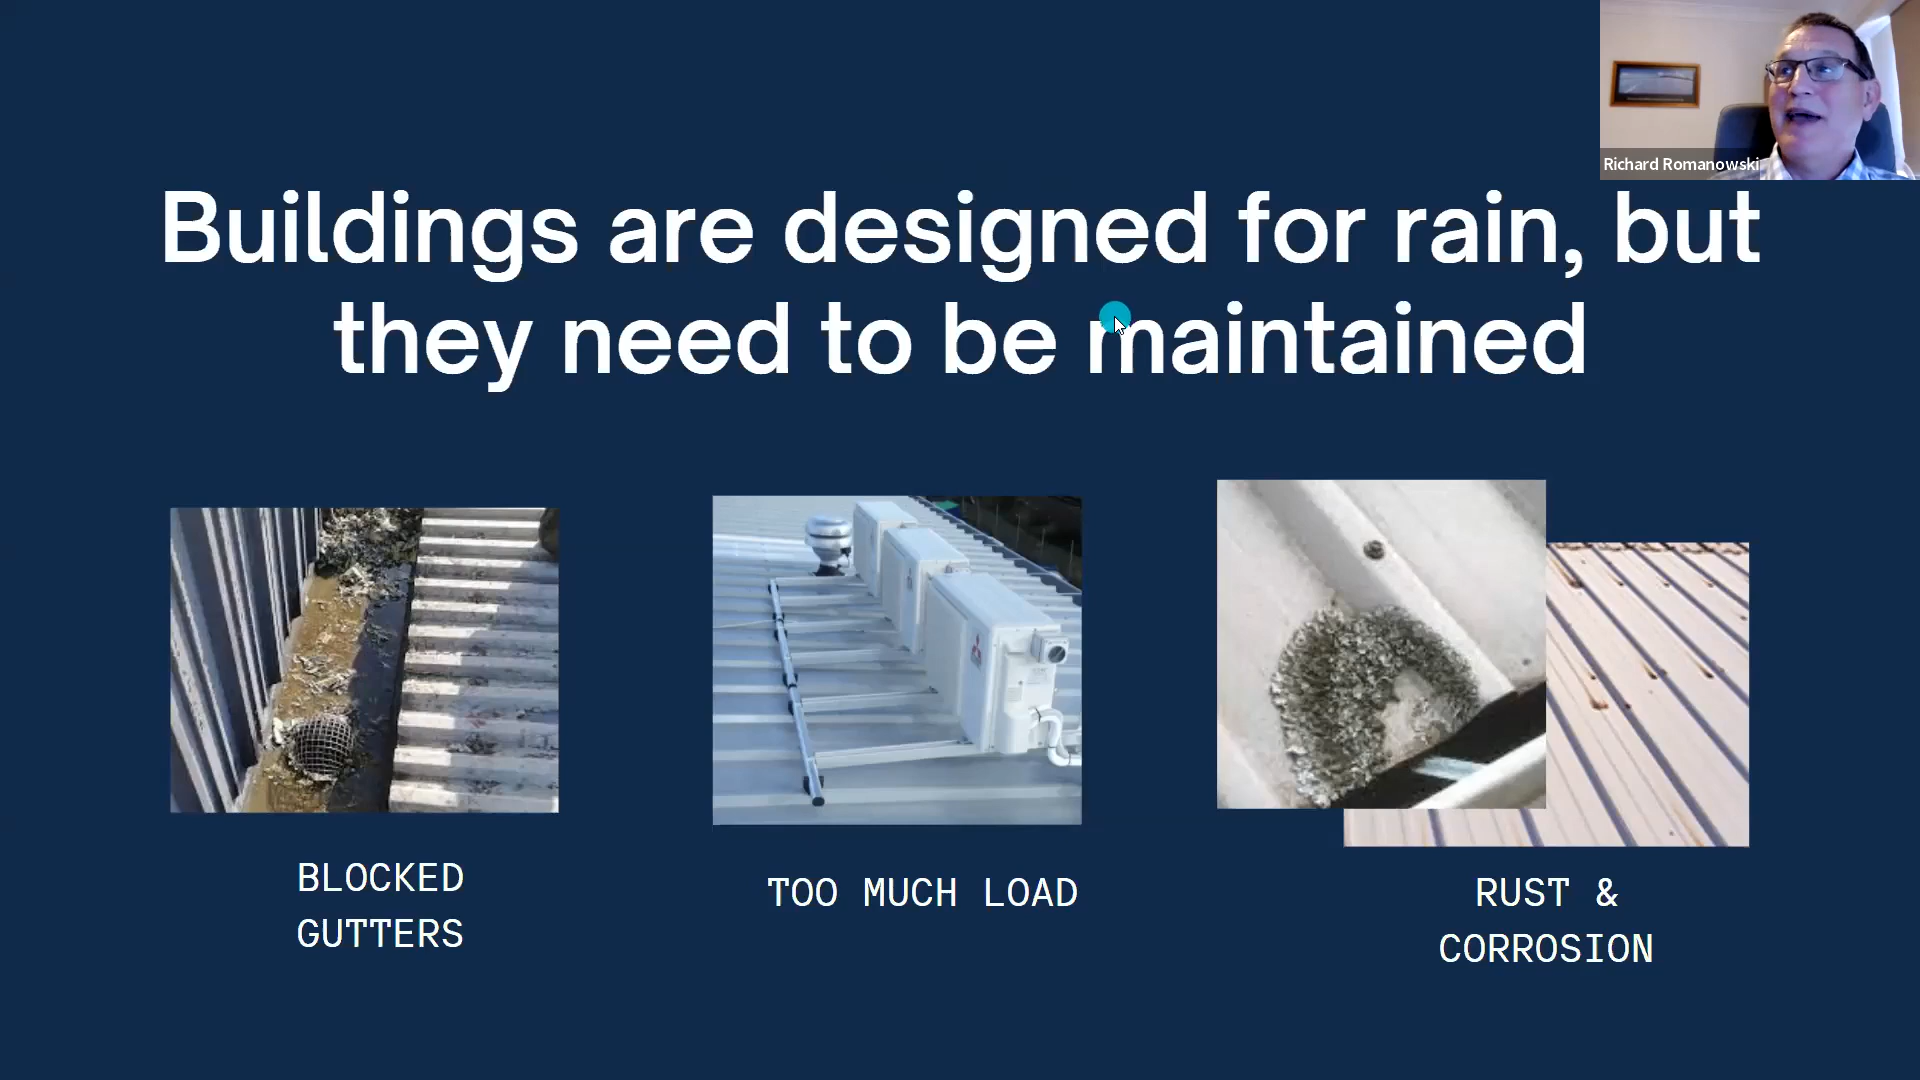 Richard Romanowski
Buildings are designed for rain, but
they need to be maintained
BLOCKED
GUTTERS
TOO MUCH LOAD
RUST &
CORROSION